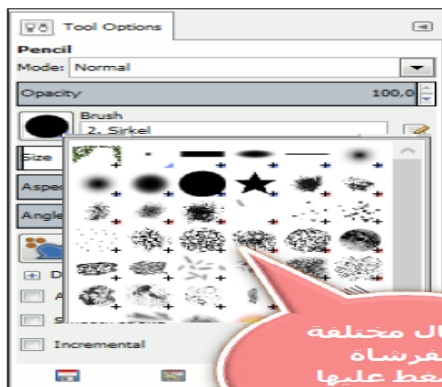 Tool Options
Pencil
Mode: Normal
Opacity 100,0
Brush
2. Sirkel
Size
Aspe
Angle
D
A
Incremental
ال مختلفة
لفرشاة
غط عليها